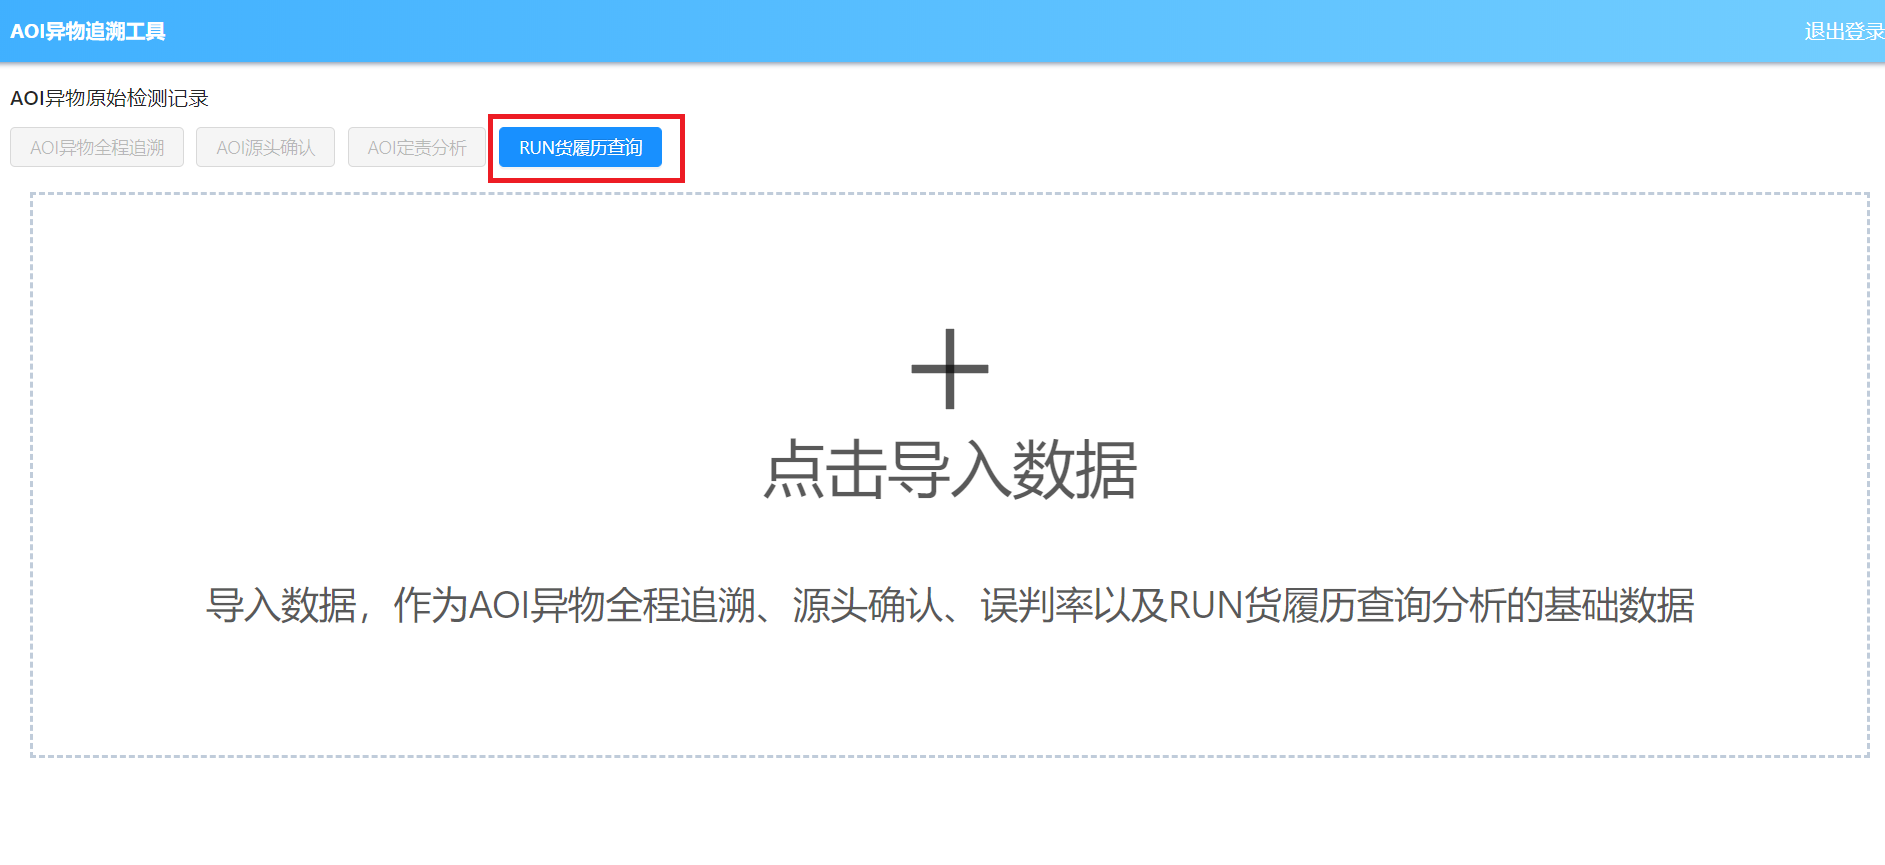 AOI异物追溯工具
退出登录
AOI异物原始检测记录
AOI异物全程追溯
AOI源头确认
AOI定责分析
RUN货履历查询
点击导入数据
导入数据，作为AOI异物全程追溯、源头确认、误判率以及RUN货履历查询分析的基础数据